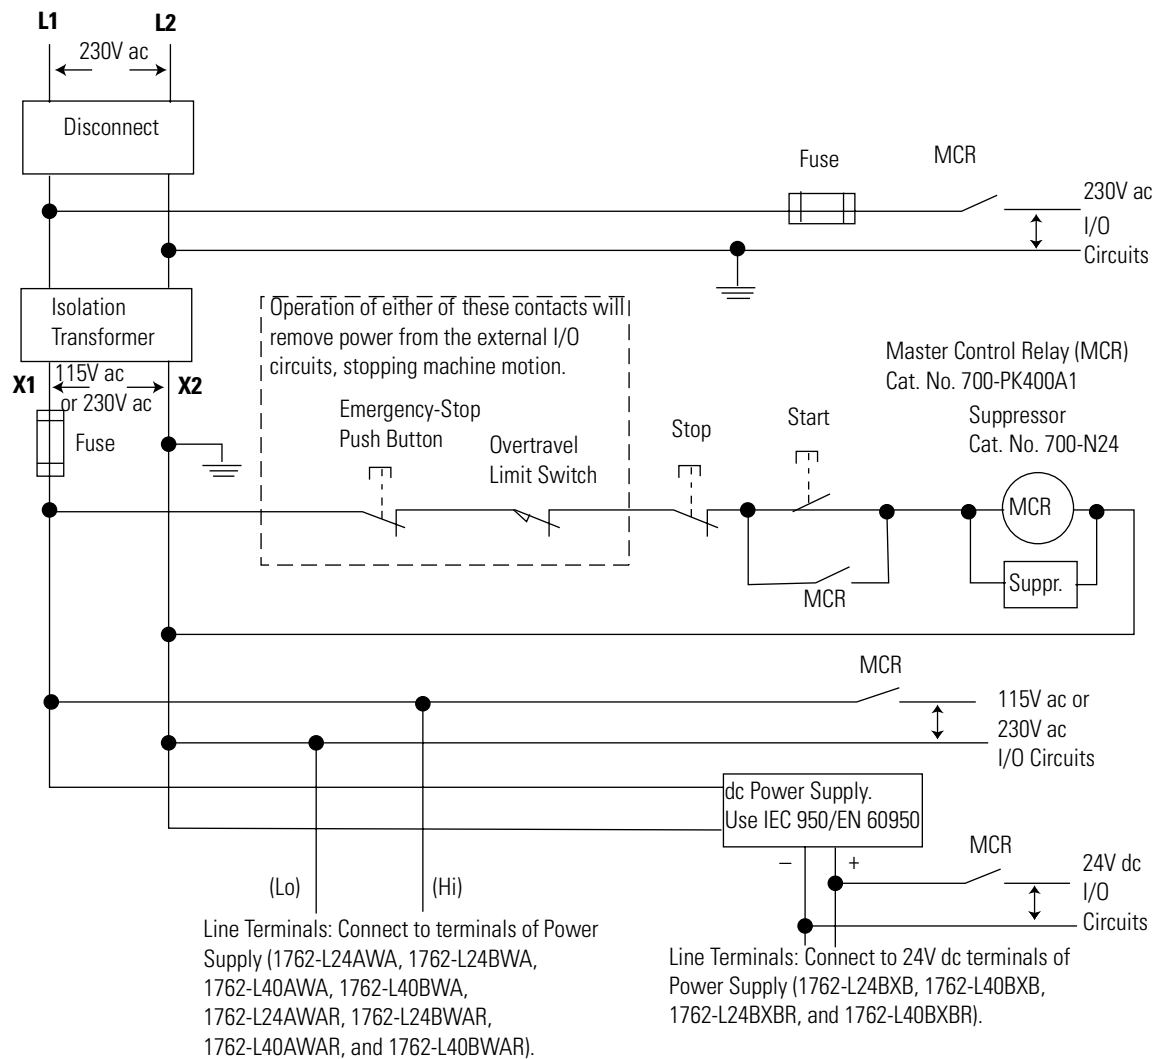 L1
L2
230V ac
Disconnect
Fuse
MCR
230V ac
I/O
Circuits
Isolation
Transformer
Operation of either of these contacts will
remove power from the external I/O
circuits, stopping machine motion.
X1
115V ac
or 230V ac
X2
Fuse
Emergency-Stop
Push Button
Overtravel
Limit Switch
Stop
Start
Master Control Relay (MCR)
Cat. No. 700-PK400A1
Suppressor
Cat. No. 700-N24
MCR
Suppr.
MCR
MCR
115V ac or
230V ac
I/O Circuits
dc Power Supply.
Use IEC 950/EN 60950
–
+
MCR
24V dc
I/O
Circuits
(Lo)
(Hi)
Line Terminals: Connect to terminals of Power
Supply (1762-L24AWA, 1762-L24BWA,
1762-L40AWA, 1762-L40BWA,
1762-L24AWAR, 1762-L24BWAR,
1762-L40AWAR, and 1762-L40BWAR).
Line Terminals: Connect to 24V dc terminals of
Power Supply (1762-L24BXB, 1762-L40BXB,
1762-L24BXBR, and 1762-L40BXBR).